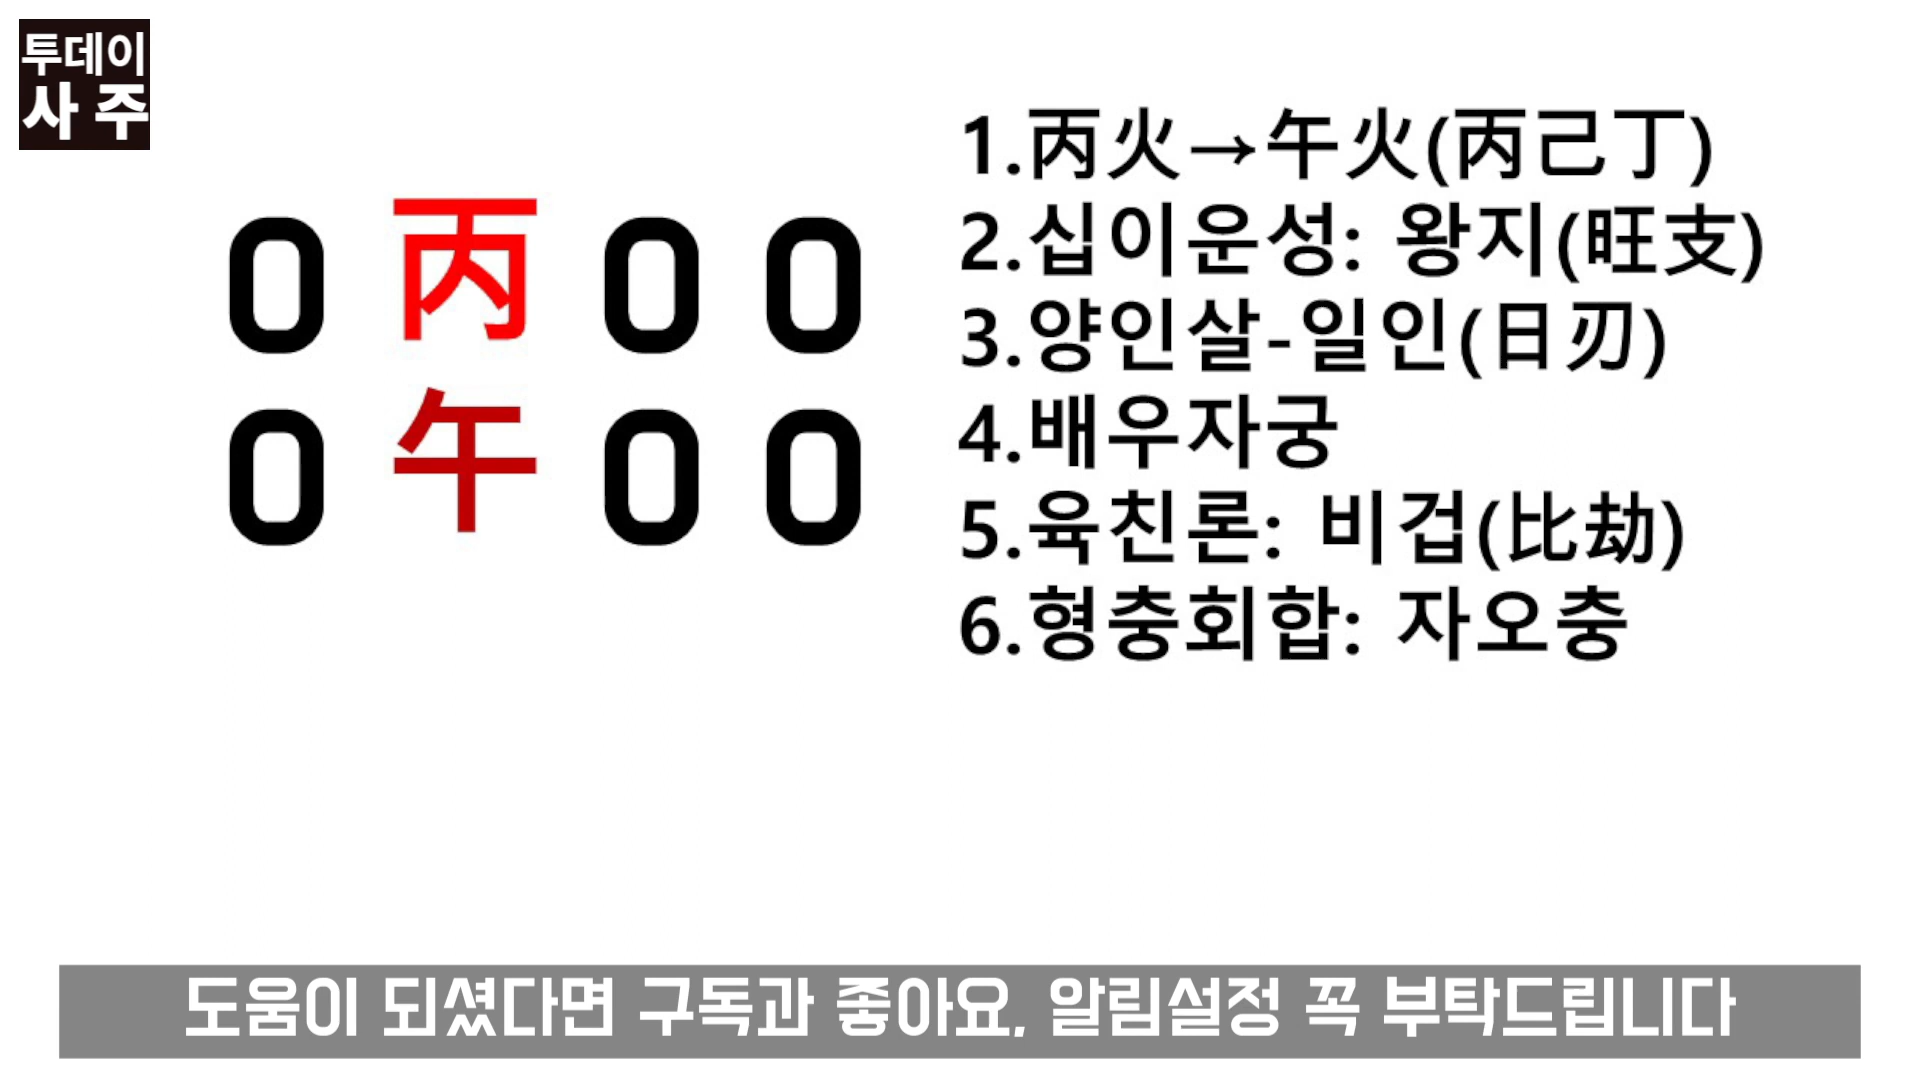 투데이
사 주
0 丙 0 0
0 午 0 0
1.丙火→午火(丙己丁)
2.십이운성: 왕지(旺支)
3.양인살-일인(日刃)
4.배우자궁
5.육친론: 비겁(比劫)
6.형충회합: 자오충
도움이 되셨다면 구독과 좋아요, 알림설정 꼭 부탁드립니다